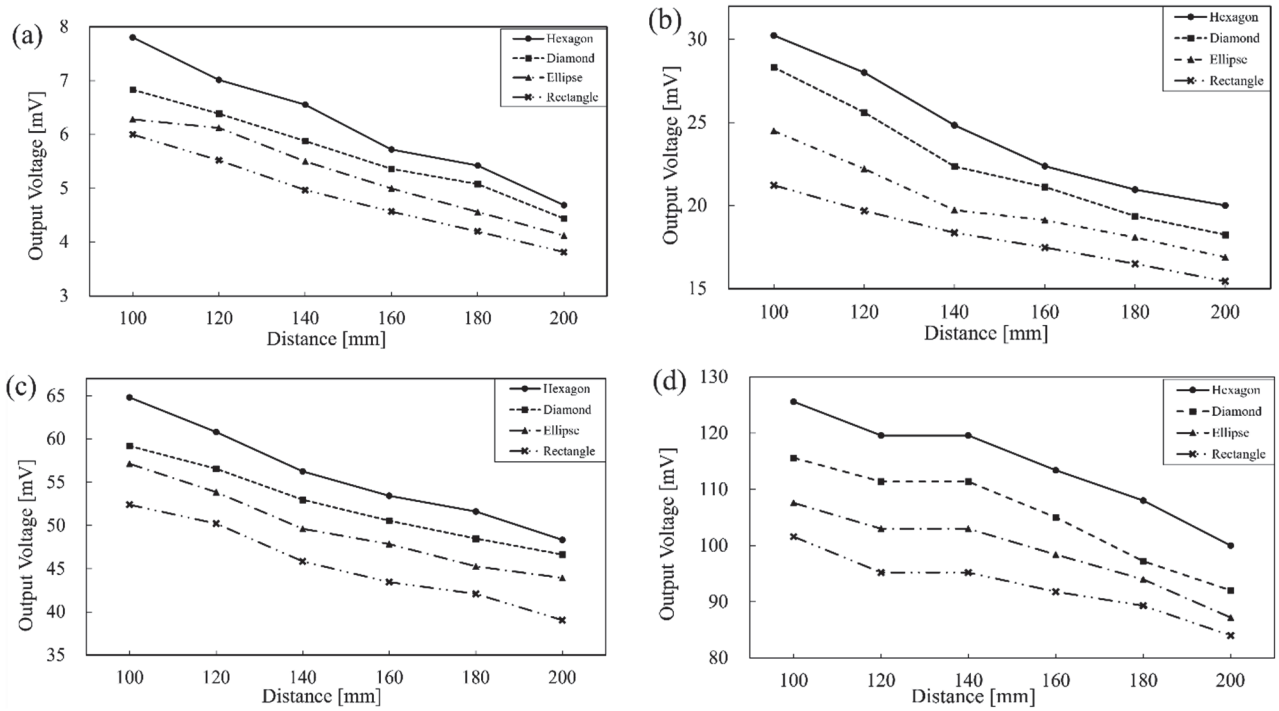 (a)
Output Voltage [mV]
8
7
6
5
4
3
Hexagon
Diamond
Ellipse
Rectangle
100 120 140 160 180 200
Distance [mm]
(b)
Output Voltage [mV]
30
25
20
15
Hexagon
Diamond
Ellipse
Rectangle
100 120 140 160 180 200
Distance [mm]
(c)
Output Voltage [mV]
65
60
55
50
45
40
35
Hexagon
Diamond
Ellipse
Rectangle
100 120 140 160 180 200
Distance [mm]
(d)
Output Voltage [mV]
130
120
110
100
90
80
Hexagon
Diamond
Ellipse
Rectangle
100 120 140 160 180 200
Distance [mm]